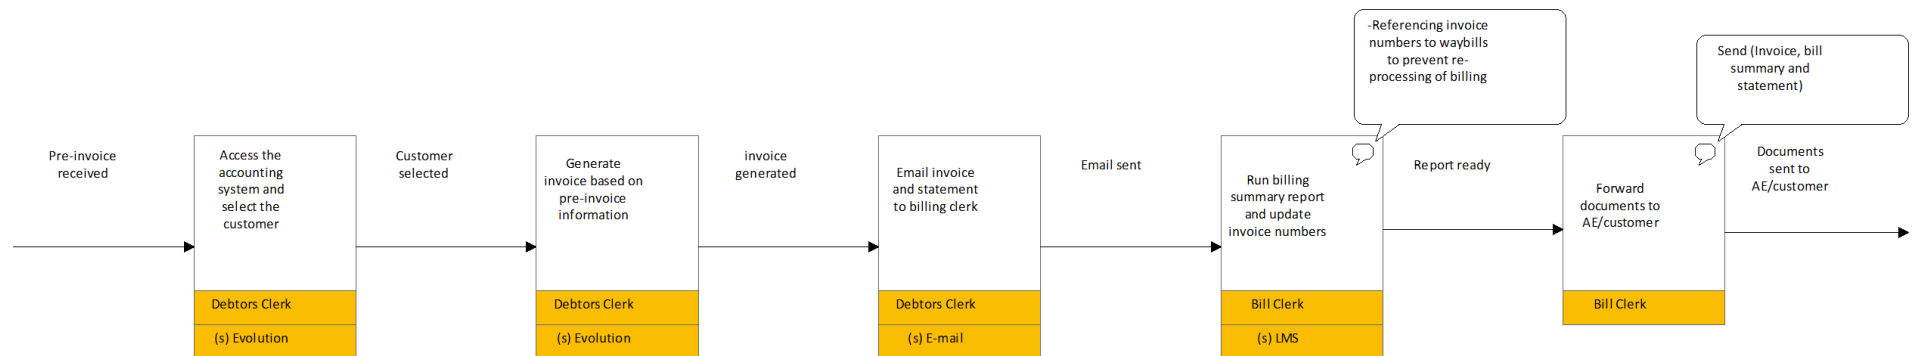 Pre-invoice
received
Access the
accounting
system and
select the
customer
Debtors Clerk
(s) Evolution
Customer
selected
Generate
invoice based on
pre-invoice
information
Debtors Clerk
(s) Evolution
invoice
generated
Email invoice
and statement
to billing clerk
Debtors Clerk
(s) E-mail
Email sent
-Referencing invoice
numbers to waybills
to prevent re-
processing of billing
Run billing
summary report
and update
invoice numbers
Bill Clerk
(s) LMS
Report ready
Send (Invoice, bill
summary and
statement)
Forward
documents to
AE/customer
Bill Clerk
Documents
sent to
AE/customer